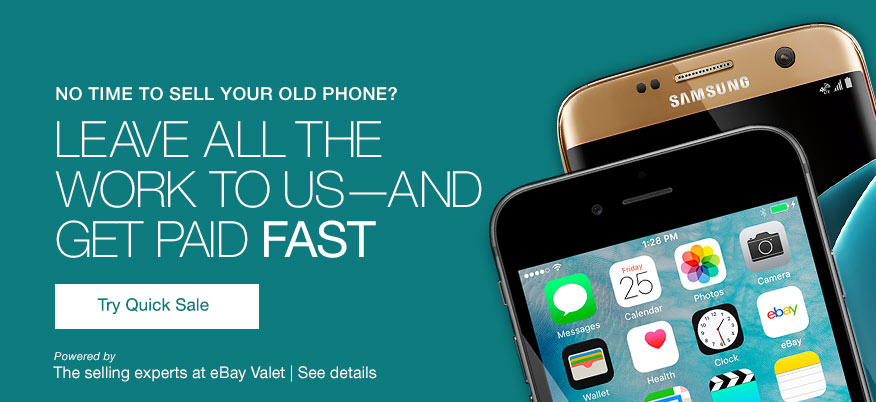 NO TIME TO SELL YOUR OLD PHONE?
LEAVE ALL THE
WORK TO US—AND
GET PAID FAST
Try Quick Sale
Powered by
The selling experts at eBay Valet | See details
SAMSUNG
1:28 PM
Messages
Friday
25
Calendar
Photos
Camera
Wallet
Health
Clock
ebay
eBay